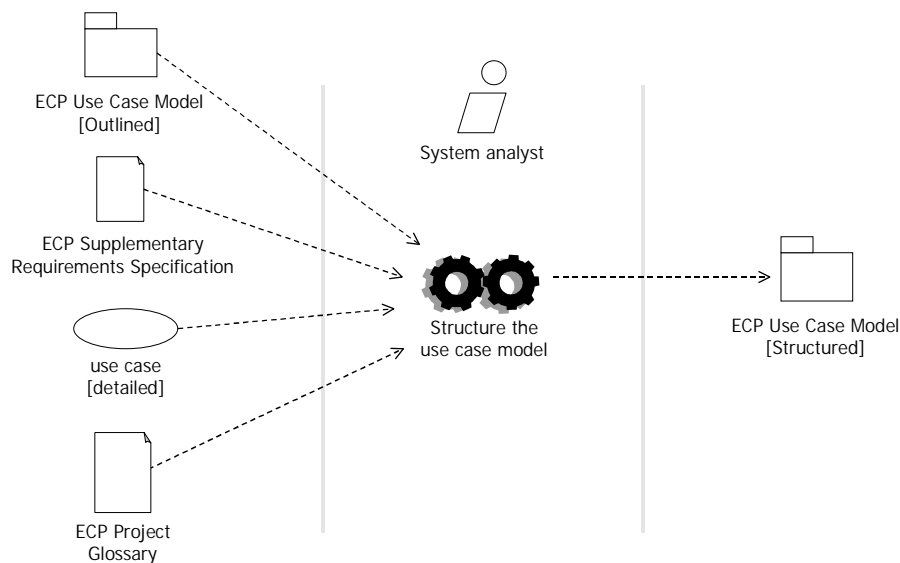 ECP Use Case Model
[Outlined]
ECP Supplementary
Requirements Specification
use case
[detailed]
ECP Project
Glossary
System analyst
Structure the
use case model
ECP Use Case Model
[Structured]